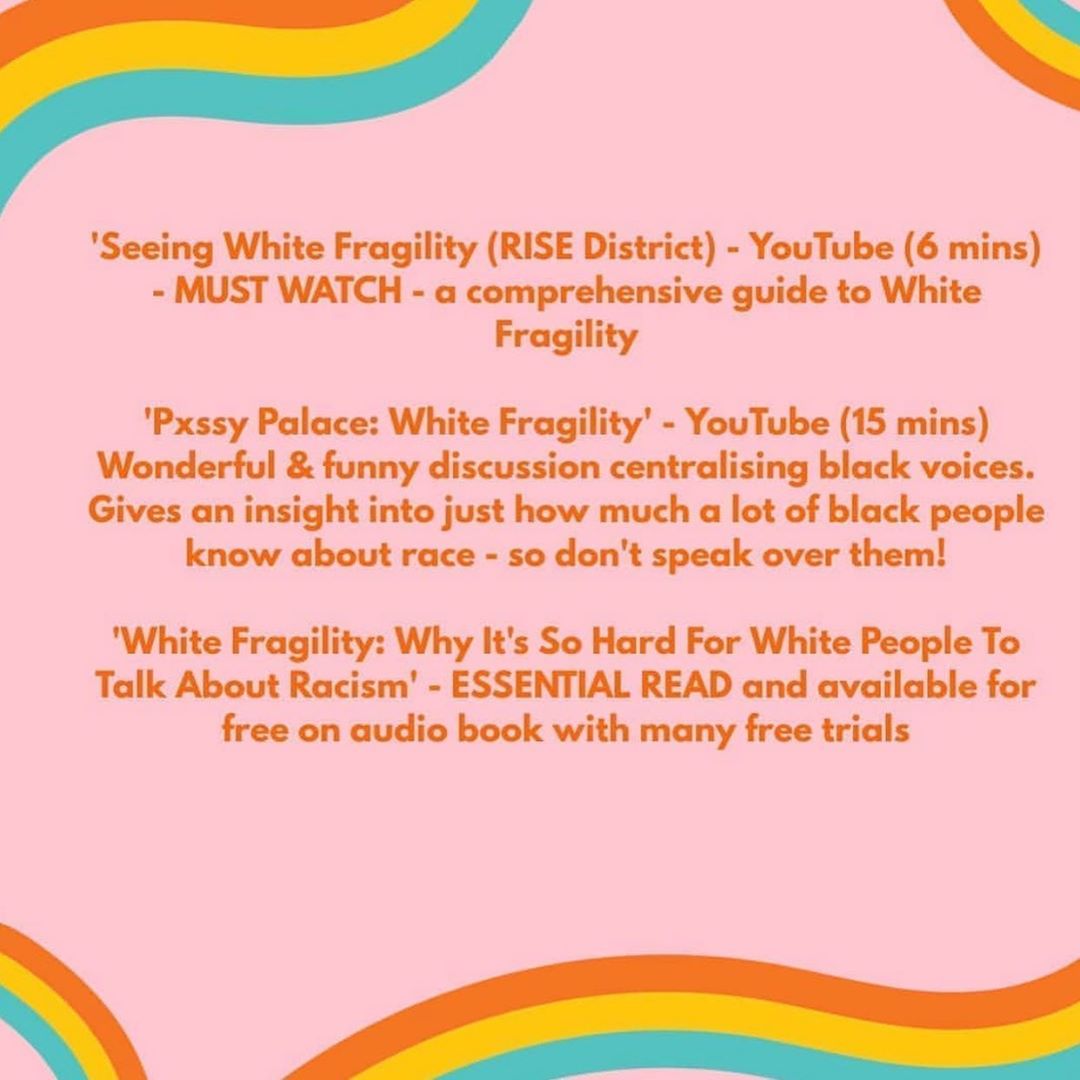 'Seeing White Fragility (RISE District) - YouTube (6 mins)
- MUST WATCH - a comprehensive guide to White
Fragility
'Pxssy Palace: White Fragility' - YouTube (15 mins)
Wonderful & funny discussion centralising black voices.
Gives an insight into just how much a lot of black people
know about race - so don't speak over them!
'White Fragility: Why It's So Hard For White People To
Talk About Racism' - ESSENTIAL READ and available for
free on audio book with many free trials